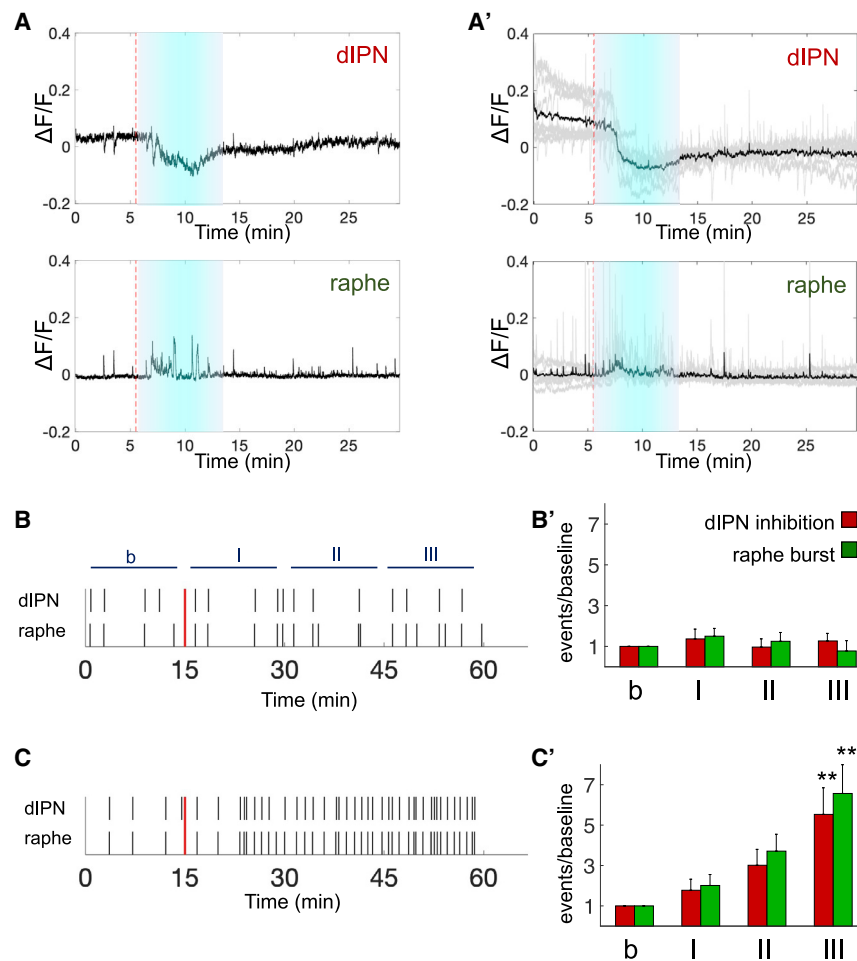 A
A'
0.4
0.2
0
-0.2
ΔF/F
dIPN
0 5 10 15 20 25
Time (min)
0.4
0.2
0
-0.2
ΔF/F
dIPN
0 5 10 15 20 25
Time (min)
0.4
0.2
0
-0.2
ΔF/F
raphe
0 5 10 15 20 25
Time (min)
0.4
0.2
0
-0.2
ΔF/F
raphe
0 5 10 15 20 25
Time (min)
B
b I II III
dIPN
raphe
0 15 30 45 60
Time (min)
B'
dIPN inhibition
raphe burst
events/baseline
7
5
3
1
b I II III
C
dIPN
raphe
0 15 30 45 60
Time (min)
C'
events/baseline
7
5
3
1
** **
b I II III